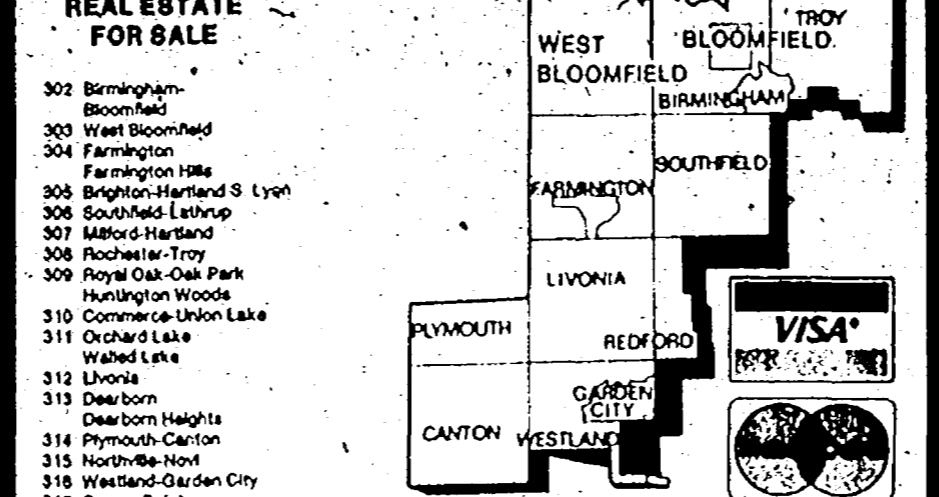 REAL ESTATE
FOR SALE
302 Birmingham-
Bloomfield
303 West Bloomfield
304 Farmington
Farmington Hills
305 Brighton-Hartland S. Lyon
306 Southfield-Lathrup
307 Milford-Hartland
308 Rochester-Troy
309 Royal Oak-Oak Park
Huntington Woods
310 Commerce-Union Lake
311 Orchard Lake
Walled Lake
312 Livonia
313 Dearborn
Dearborn Heights
314 Plymouth-Canton
315 Northville-Novi
316 Westland-Garden City
TROY
WEST
BLOOMFIELD
BLOOMFIELD
BIRMINGHAM
SOUTHFIELD
FARMINGTON
LIVONIA
PLYMOUTH
REDFORD
GARDEN
CITY
CANTON
WESTLAND
VISA